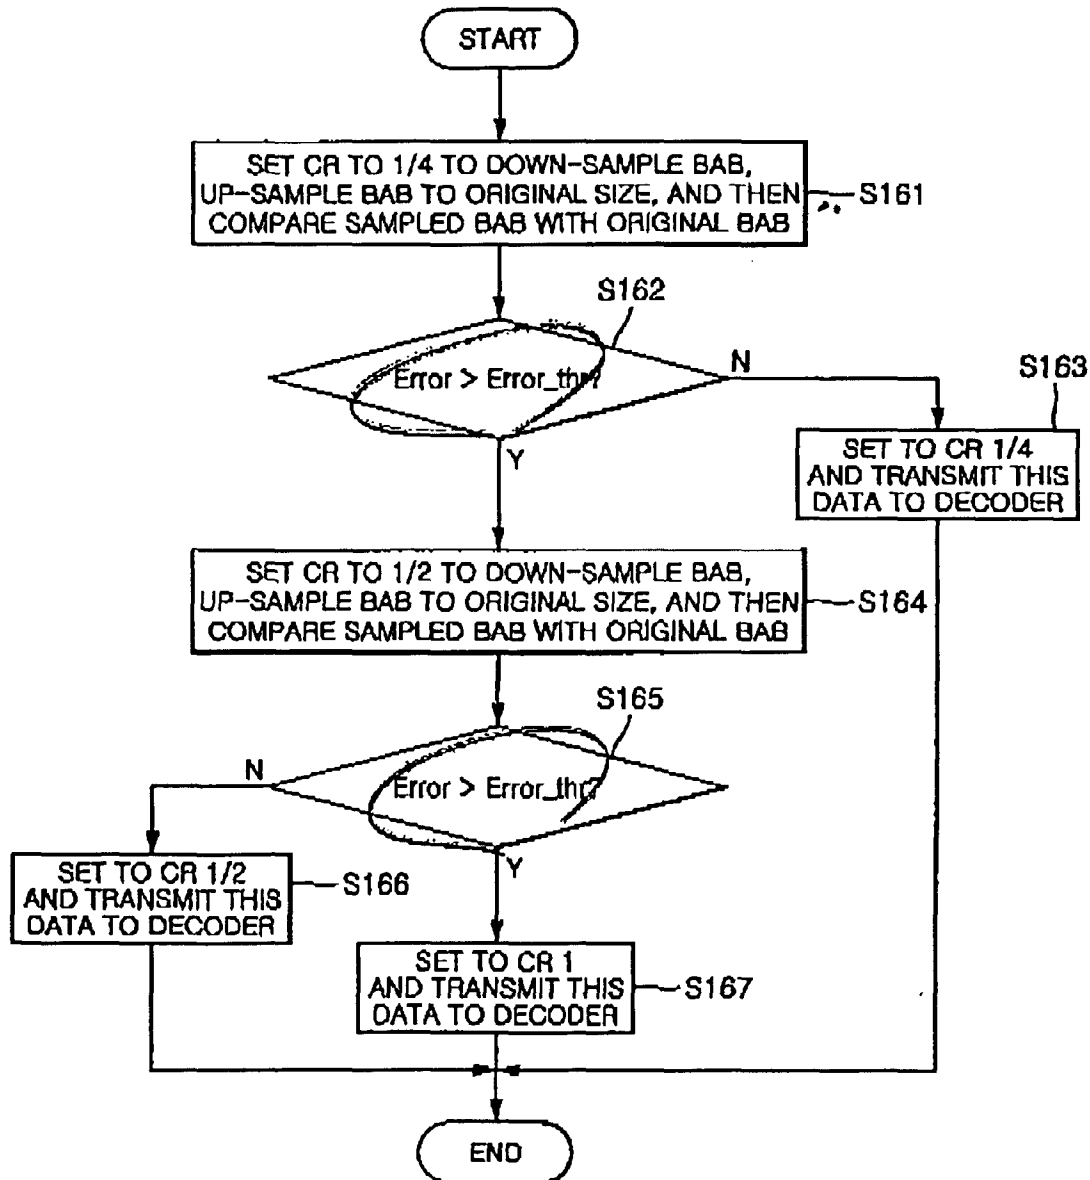 START
SET CR TO 1/4 TO DOWN-SAMPLE BAB,
UP-SAMPLE BAB TO ORIGINAL SIZE, AND THEN
COMPARE SAMPLED BAB WITH ORIGINAL BAB
S161
S162
Error > Error_thr?
N
Y
S163
SET TO CR 1/4
AND TRANSMIT THIS
DATA TO DECODER
SET CR TO 1/2 TO DOWN-SAMPLE BAB,
UP-SAMPLE BAB TO ORIGINAL SIZE, AND THEN
COMPARE SAMPLED BAB WITH ORIGINAL BAB
S164
S165
N
Error > Error_thr?
Y
SET TO CR 1/2
AND TRANSMIT THIS
DATA TO DECODER
S166
SET TO CR 1
AND TRANSMIT THIS
DATA TO DECODER
S167
END